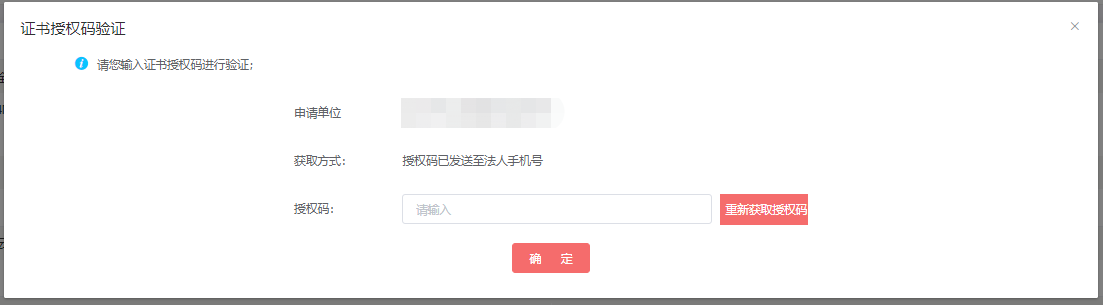 证书授权码验证
请您输入证书授权码进行验证；
申请单位
获取方式：
授权码已发送至法人手机号
授权码：
请输入
重新获取授权码
确 定